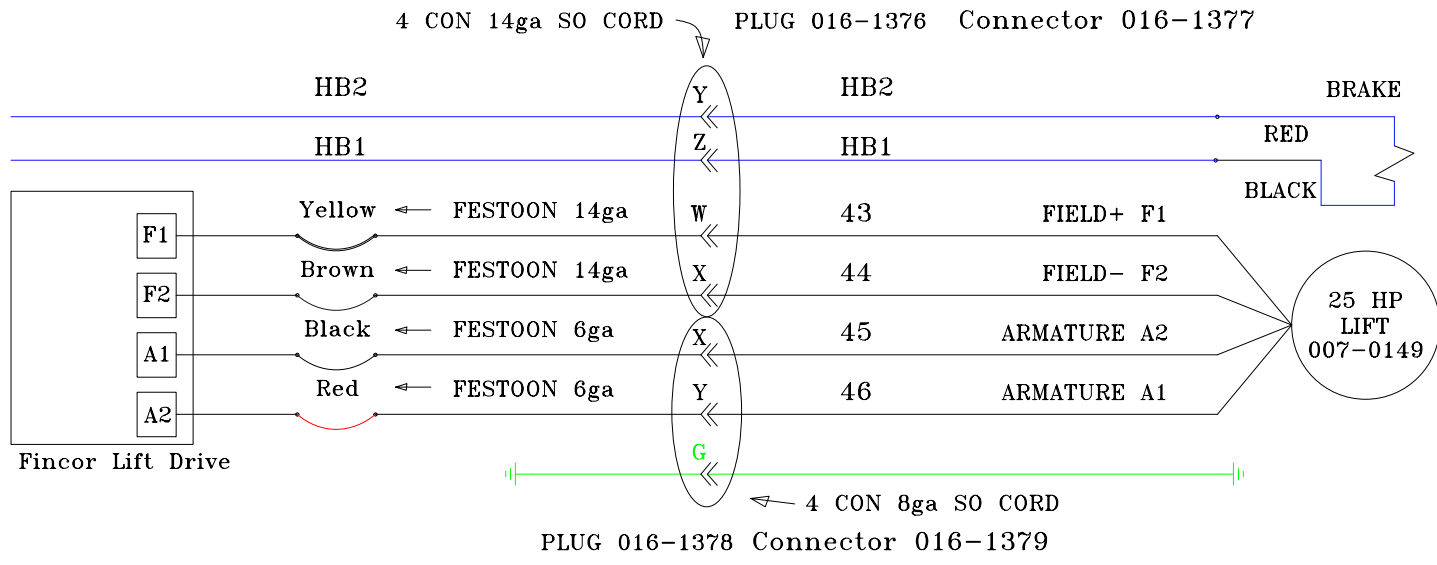 4 CON 14ga SO CORD PLUG 016-1376 Connector 016-1377
HB2 Y HB2 BRAKE
HB1 Z HB1 RED
BLACK
F1 Yellow FESTOON 14ga W 43 FIELD+ F1
F2 Brown FESTOON 14ga X 44 FIELD- F2
A1 Black FESTOON 6ga X 45 ARMATURE A2
A2 Red FESTOON 6ga Y 46 ARMATURE A1
25 HP
LIFT
007-0149
G
Fincor Lift Drive
4 CON 8ga SO CORD
PLUG 016-1378 Connector 016-1379